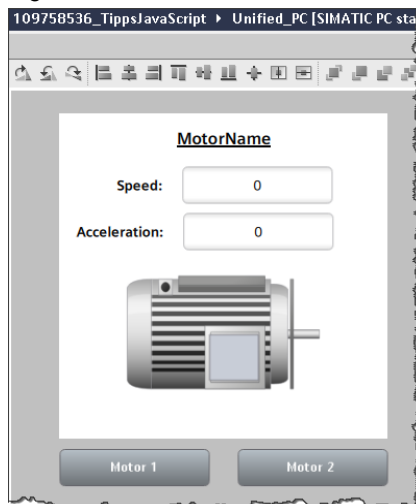 109758536_TippsJavaScript ▸ Unified_PC [SIMATIC PC sta
MotorName
Speed: 0
Acceleration: 0
Motor 1 Motor 2